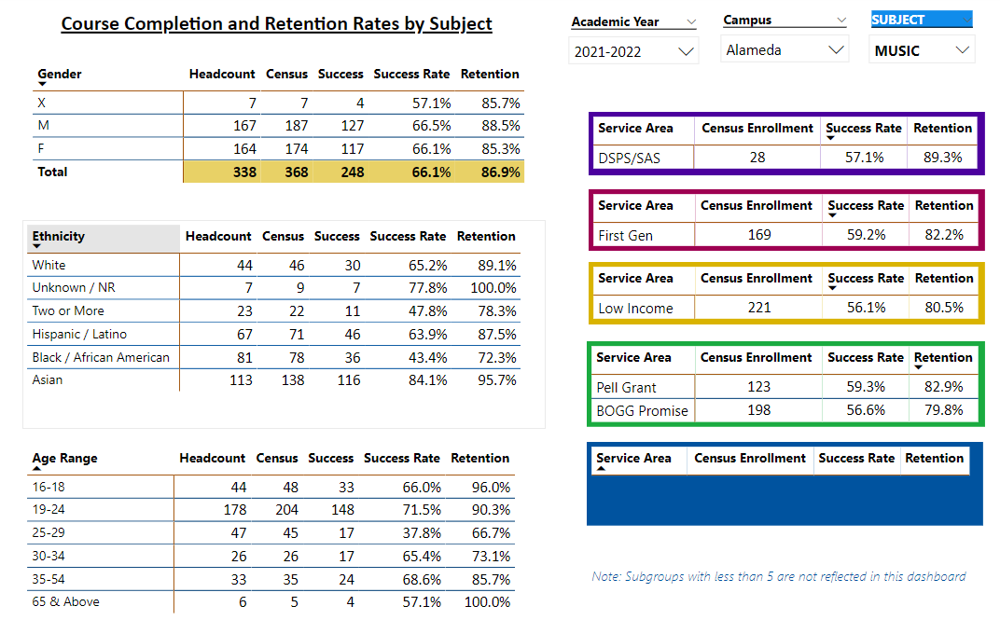 Course Completion and Retention Rates by Subject
Academic Year
2021-2022
Campus
Alameda
SUBJECT
MUSIC
Gender Headcount Census Success Success Rate Retention
X 7 7 4 57.1% 85.7%
M 167 187 127 66.5% 88.5%
F 164 174 117 66.1% 85.3%
Total 338 368 248 66.1% 86.9%
Ethnicity Headcount Census Success Success Rate Retention
White 44 46 30 65.2% 89.1%
Unknown / NR 7 9 7 77.8% 100.0%
Two or More 23 22 11 47.8% 78.3%
Hispanic / Latino 67 71 46 63.9% 87.5%
Black / African American 81 78 36 43.4% 72.3%
Asian 113 138 116 84.1% 95.7%
Age Range Headcount Census Success Success Rate Retention
16-18 44 48 33 66.0% 96.0%
19-24 178 204 148 71.5% 90.3%
25-29 47 45 17 37.8% 66.7%
30-34 26 26 17 65.4% 73.1%
35-54 33 35 24 68.6% 85.7%
65 & Above 6 5 4 57.1% 100.0%
Service Area Census Enrollment Success Rate Retention
DSPS/SAS 28 57.1% 89.3%
Service Area Census Enrollment Success Rate Retention
First Gen 169 59.2% 82.2%
Service Area Census Enrollment Success Rate Retention
Low Income 221 56.1% 80.5%
Service Area Census Enrollment Success Rate Retention
Pell Grant 123 59.3% 82.9%
BOGG Promise 198 56.6% 79.8%
Service Area Census Enrollment Success Rate Retention
Note: Subgroups with less than 5 are not reflected in this dashboard